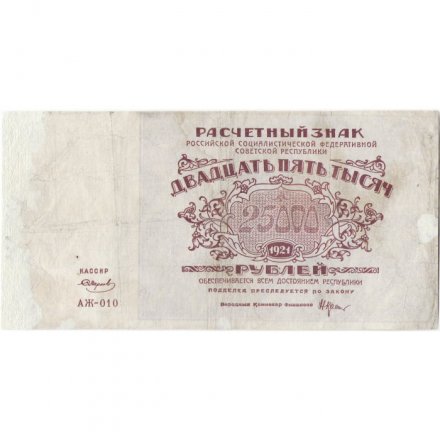 РАСЧЕТНЫЙ ЗНАК
РОССИЙСКОЙ СОЦИАЛИСТИЧЕСКОЙ ФЕДЕРАТИВНОЙ
СОВЕТСКОЙ РЕСПУБЛИКИ
ДВАДЦАТЬ ПЯТЬ ТЫСЯЧ
25000
1921
РУБЛЕЙ
ОБЕСПЕЧИВАЕТСЯ ВСЕМ ДОСТОЯНИЕМ РЕСПУБЛИКИ
ПОДДЕЛКА ПРЕСЛЕДУЕТСЯ ПО ЗАКОНУ
Народный Комиссар Финансов
КАССИР
АЖ-010